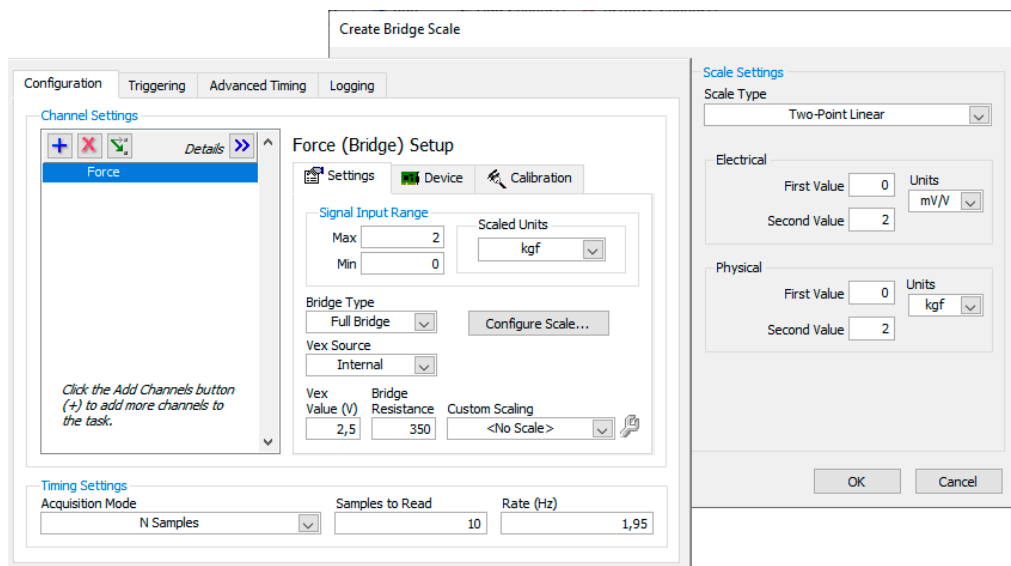 Create Bridge Scale
Configuration Triggering Advanced Timing Logging
Channel Settings
Details
Force
Click the Add Channels button
(+) to add more channels to
the task.
Force (Bridge) Setup
Settings Device Calibration
Signal Input Range
Max 2
Min 0
Scaled Units
kgf
Bridge Type
Full Bridge
Configure Scale...
Vex Source
Internal
Vex
Value (V)
2,5
Bridge
Resistance
350
Custom Scaling
<No Scale>
Timing Settings
Acquisition Mode
N Samples
Samples to Read
10
Rate (Hz)
1,95
Scale Settings
Scale Type
Two-Point Linear
Electrical
First Value 0
Second Value 2
Units
mV/V
Physical
First Value 0
Second Value 2
Units
kgf
OK Cancel